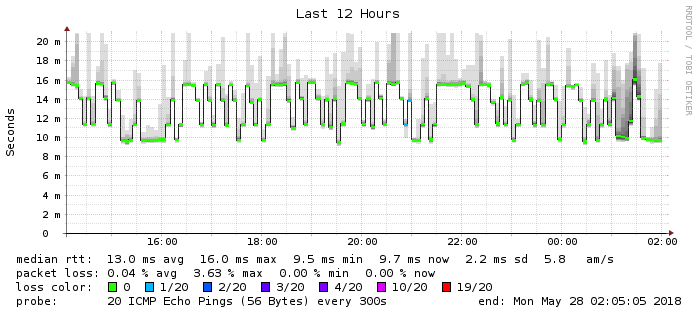 Last 12 Hours
RRDTOOL / TOBI OETIKER
Seconds
20 m
18 m
16 m
14 m
12 m
10 m
8 m
6 m
4 m
2 m
0
16:00 18:00 20:00 22:00 00:00 02:00
median rtt: 13.0 ms avg 16.0 ms max 9.5 ms min 9.7 ms now 2.2 ms sd 5.8 am/s
packet loss: 0.04 % avg 3.63 % max 0.00 % min 0.00 % now
loss color: 0 1/20 2/20 3/20 4/20 10/20 19/20
probe: 20 ICMP Echo Pings (56 Bytes) every 300s end: Mon May 28 02:05:05 2018